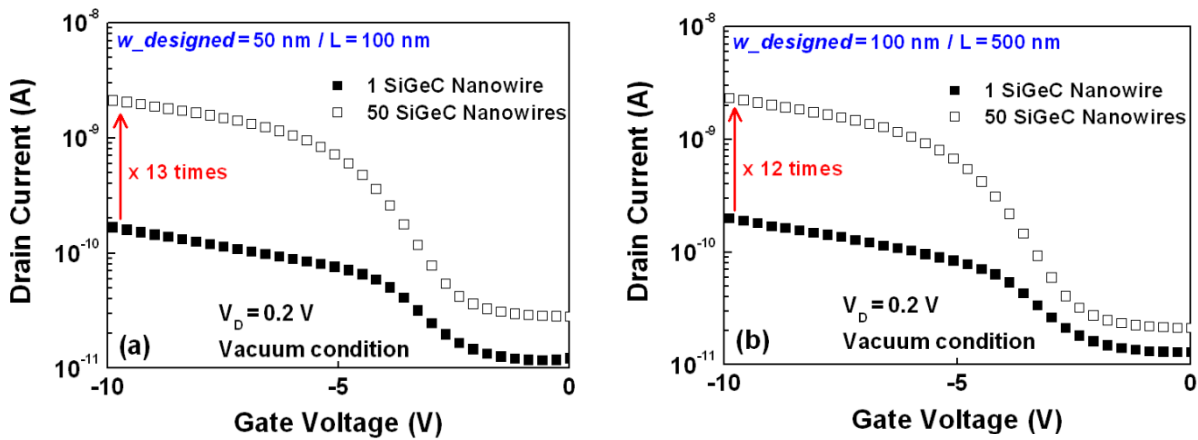 10⁻⁸
w_designed = 50 nm / L = 100 nm
1 SiGeC Nanowire
50 SiGeC Nanowires
10⁻⁹
x 13 times
Drain Current (A)
10⁻¹⁰
V_D = 0.2 V
(a)
Vacuum condition
10⁻¹¹
-10
-5
0
Gate Voltage (V)
10⁻⁸
w_designed = 100 nm / L = 500 nm
1 SiGeC Nanowire
50 SiGeC Nanowires
10⁻⁹
x 12 times
Drain Current (A)
10⁻¹⁰
V_D = 0.2 V
(b)
Vacuum condition
10⁻¹¹
-10
-5
0
Gate Voltage (V)